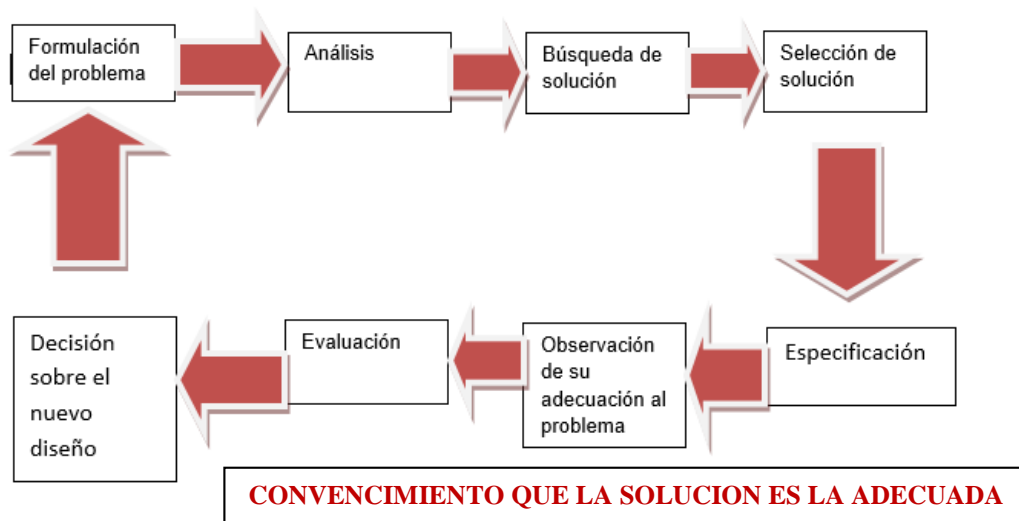 Formulación
del problema
Análisis
Búsqueda de
solución
Selección de
solución
Especificación
Observación
de su
adecuación al
problema
Evaluación
Decisión
sobre el
nuevo
diseño
CONVENCIMIENTO QUE LA SOLUCION ES LA ADECUADA